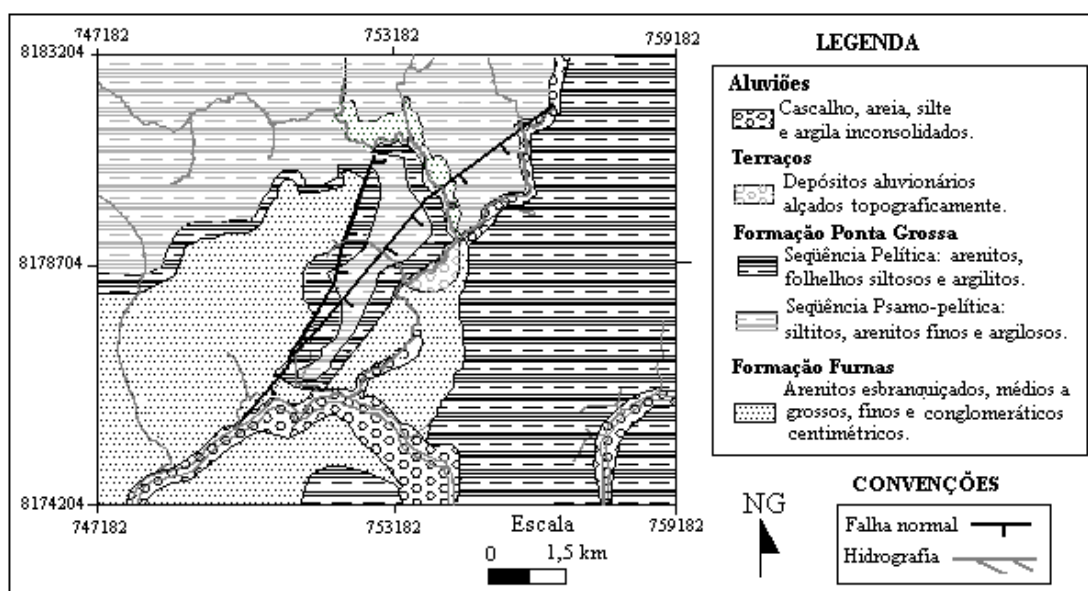 747182
753182
759182
8183204
8178704
8174204
747182
753182
759182
Escala
0 1,5 km
NG
LEGENDA
Aluviões
Cascalho, areia, silte
e argila inconsolidados.
Terraços
Depósitos aluvionários
alçados topograficamente.
Formação Ponta Grossa
Seqüência Pelítica: arenitos,
folhelhos siltosos e argilitos.
Seqüência Psamo-pelítica:
siltitos, arenitos finos e argilosos.
Formação Furnas
Arenitos esbranquiçados, médios a
grossos, finos e conglomeráticos
centimétricos.
CONVENÇÕES
Falha normal
Hidrografia